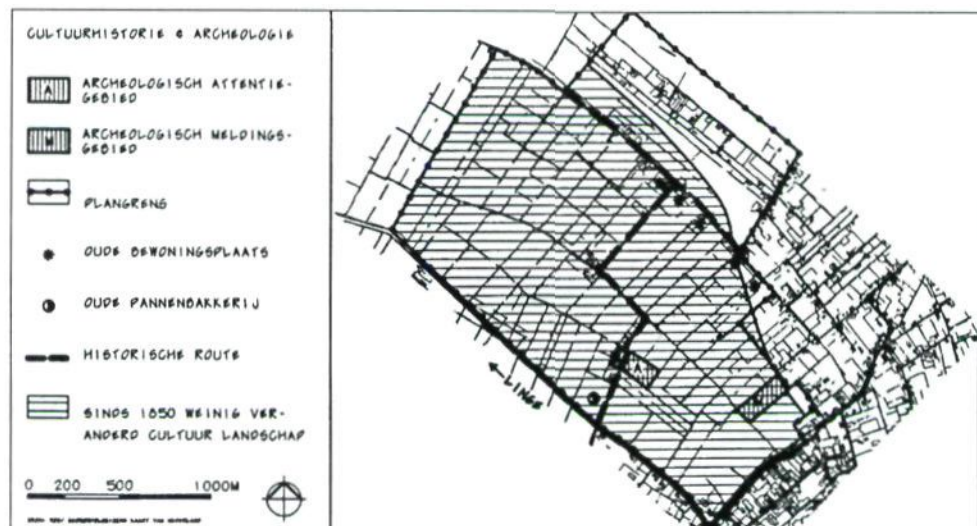 CULTUURHISTORIE & ARCHEOLOGIE
A
ARCHEOLOGISCH ATTENTIE-
GEBIED
M
ARCHEOLOGISCH MELDINGS-
GEBIED
PLANGRENS
OUDE BEWONINGSPLAATS
OUDE PANNENBAKKERIJ
HISTORISCHE ROUTE
SINDS 1850 WEINIG VER-
ANDERD CULTUUR LANDSCHAP
0 200 500 1000M
LINGE
A